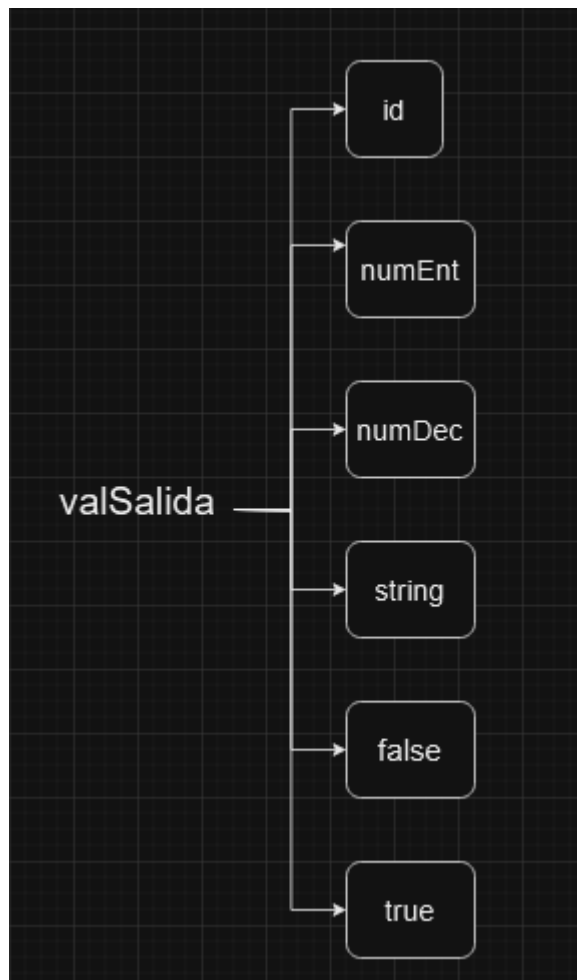 id
numEnt
numDec
valSalida
string
false
true